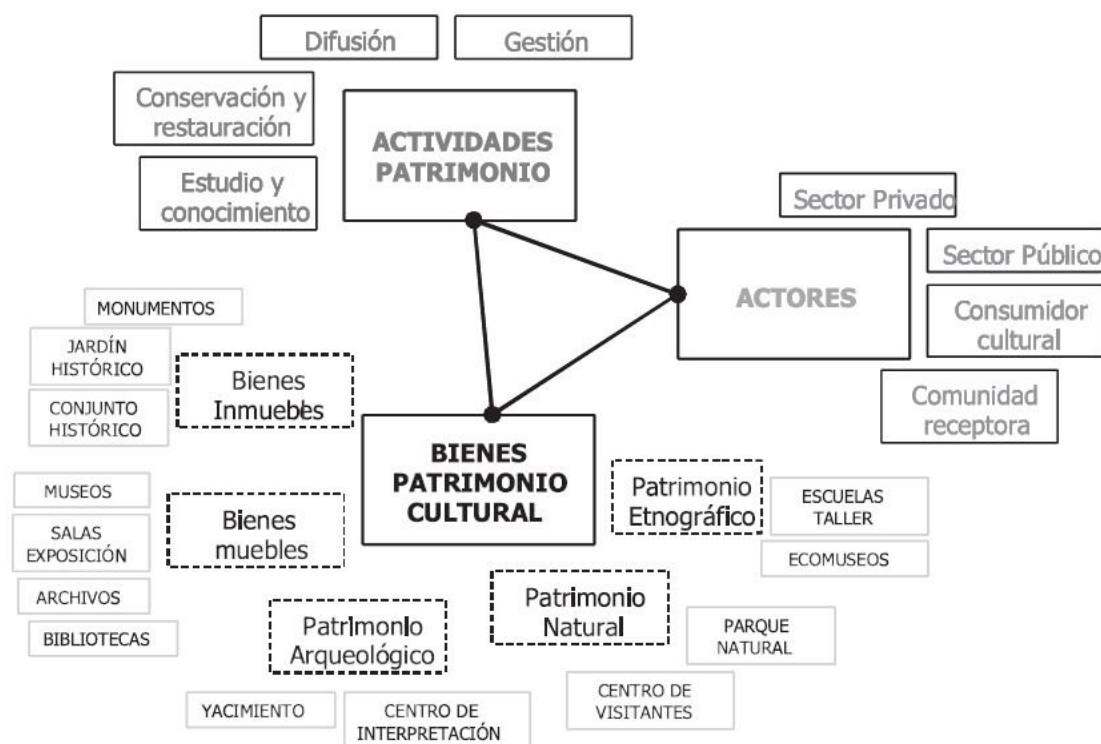 Difusión
Gestión
Conservación y
restauración
Estudio y
conocimiento
ACTIVIDADES
PATRIMONIO
Sector Privado
Sector Público
ACTORES
Consumidor
cultural
Comunidad
receptora
MONUMENTOS
JARDÍN
HISTÓRICO
CONJUNTO
HISTÓRICO
Bienes
Inmuebles
BIENES
PATRIMONIO
CULTURAL
MUSEOS
SALAS
EXPOSICIÓN
ARCHIVOS
BIBLIOTECAS
Bienes
muebles
Patrimonio
Etnográfico
ESCUELAS
TALLER
ECOMUSEOS
Patrimonio
Arqueológico
YACIMIENTO
CENTRO DE
INTERPRETACIÓN
Patrimonio
Natural
PARQUE
NATURAL
CENTRO DE
VISITANTES